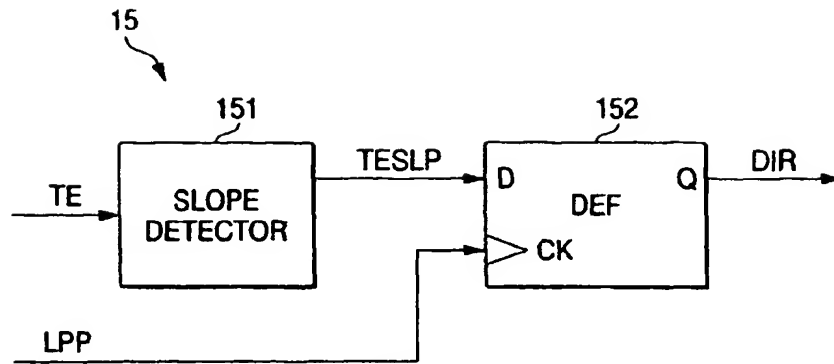 15
151
152
TE
SLOPE
DETECTOR
TESLP
D
DEF
Q
DIR
CK
LPP